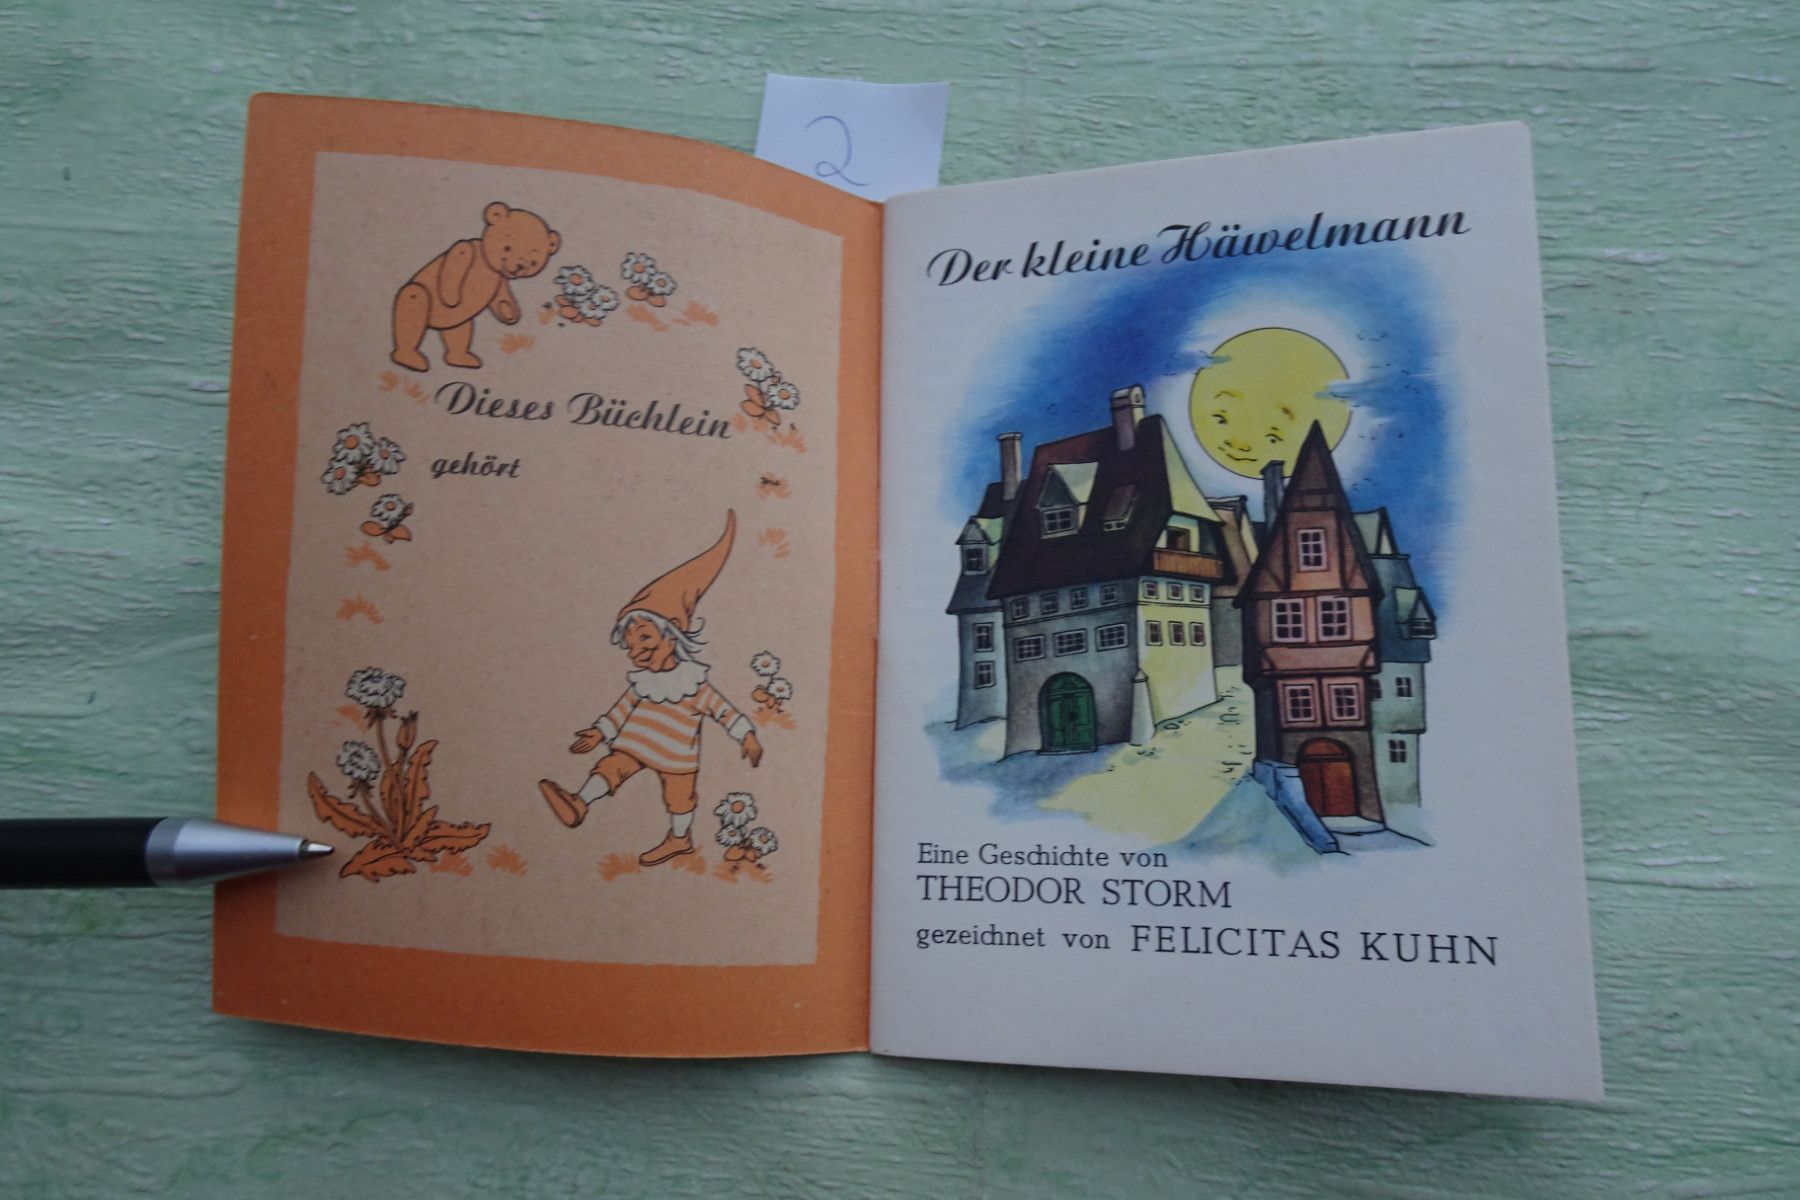 2
Dieses Büchlein
gehört
Der kleine Häwelmann
Eine Geschichte von
THEODOR STORM
gezeichnet von FELICITAS KUHN